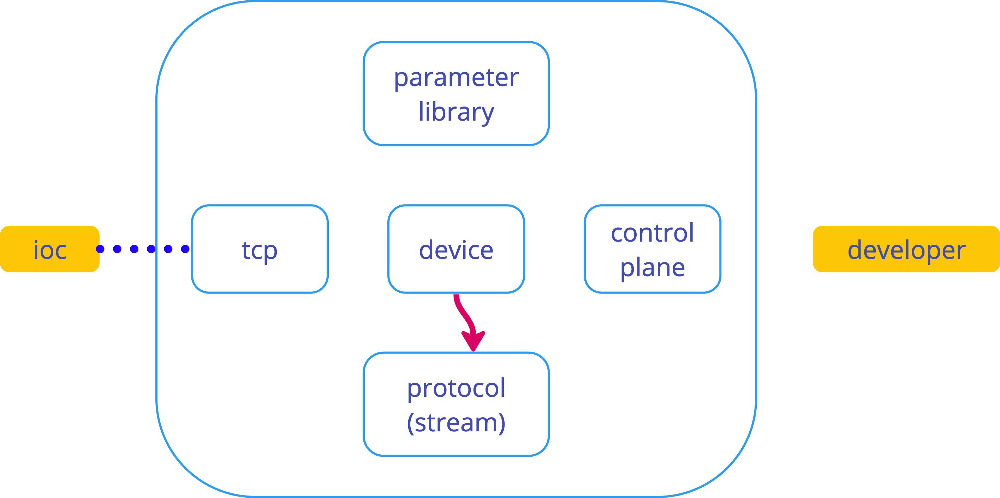 parameter
library
ioc
tcp
device
control
plane
developer
protocol
(stream)